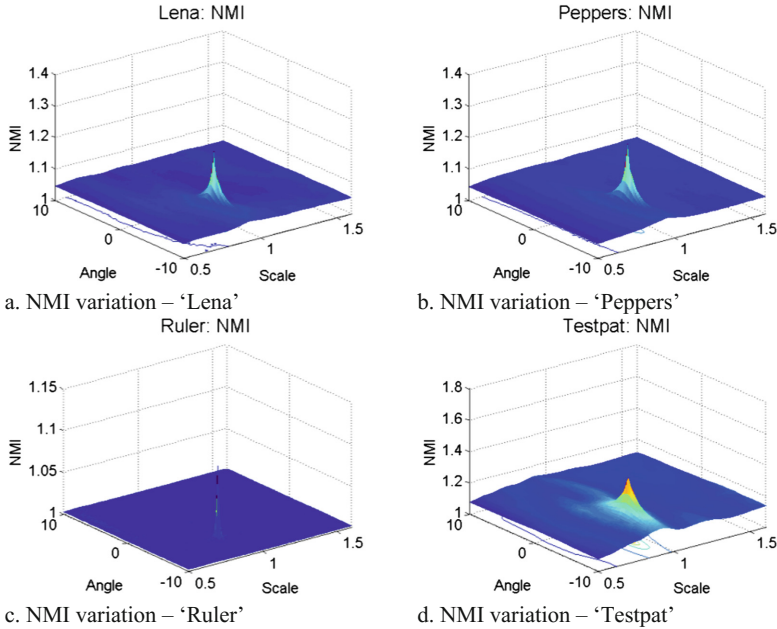 Lena: NMI
1.4
1.3
1.2
1.1
1
NMI
10
0
-10
Angle
0.5
1
1.5
Scale
a. NMI variation – ‘Lena’
Peppers: NMI
1.4
1.3
1.2
1.1
1
NMI
10
0
-10
Angle
0.5
1
1.5
Scale
b. NMI variation – ‘Peppers’
Ruler: NMI
1.15
1.1
1.05
1
NMI
10
0
-10
Angle
0.5
1
1.5
Scale
c. NMI variation – ‘Ruler’
Testpat: NMI
1.8
1.6
1.4
1.2
1
NMI
10
0
-10
Angle
0.5
1
1.5
Scale
d. NMI variation – ‘Testpat’